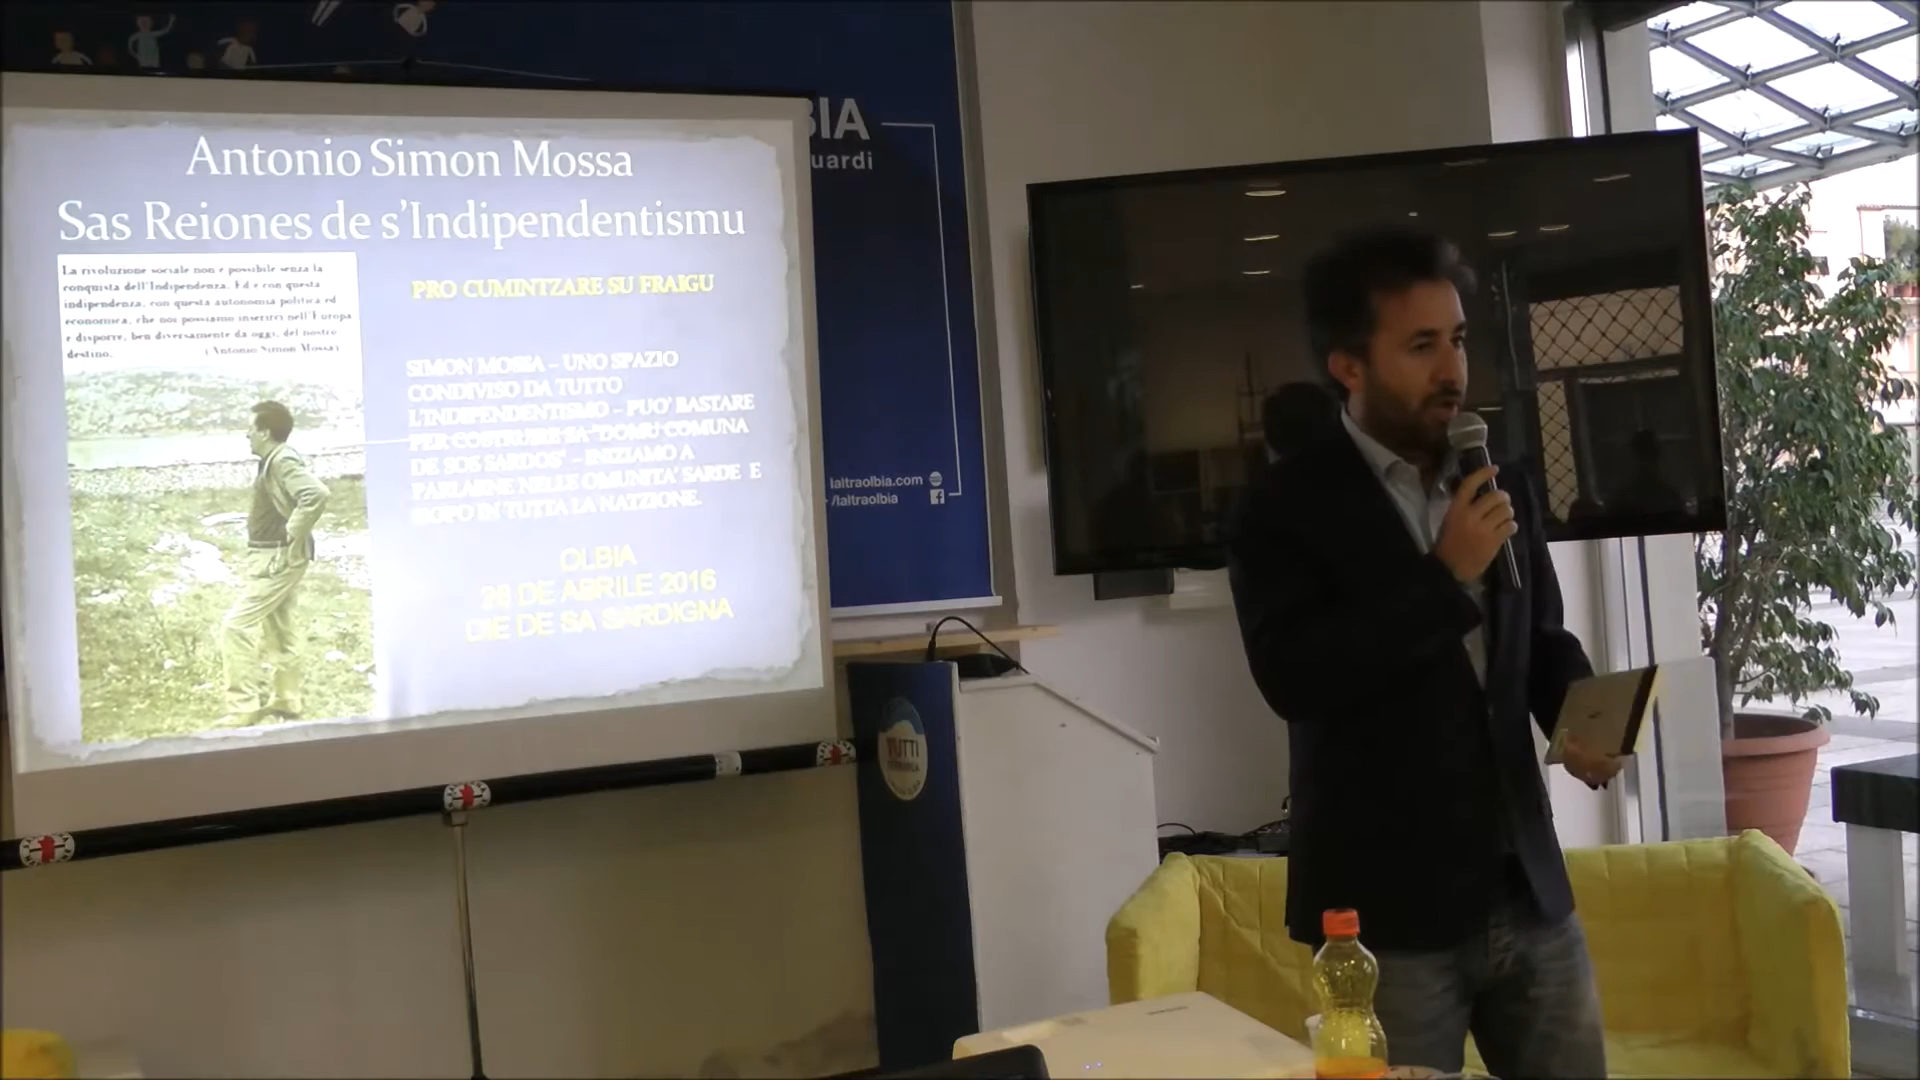 Antonio Simon Mossa
Sas Reiones de s'Indipendentismu
La rivoluzione sociale non e possibile senza la
conquista dell'Indipendenza. Ed e con questa
indipendenza, con questa autonomia politica ed
economica, che noi possiamo inserirci nell'Europa
e disporre, ben diversamente da oggi, del nostro
destino. (Antonio Simon Mossa)
PRO CUMINTZARE SU FRAIGU
SIMON MOSSA – UNO SPAZIO
CONDIVISO DA TUTTO
L'INDIPENDENTISMO – PUO' BASTARE
PER COSTRUIRE SA "DOMU COMUNA
DE SOS SARDOS" – INIZIAMO A
PARLARNE NELLE OMUNITA' SARDE E
DOPO IN TUTTA LA NATZIONE.
OLBIA
28 DE ABRILE 2016
DIE DE SA SARDIGNA
BIA
uardi
laltraolbia.com
/laltraolbia
TUTTI